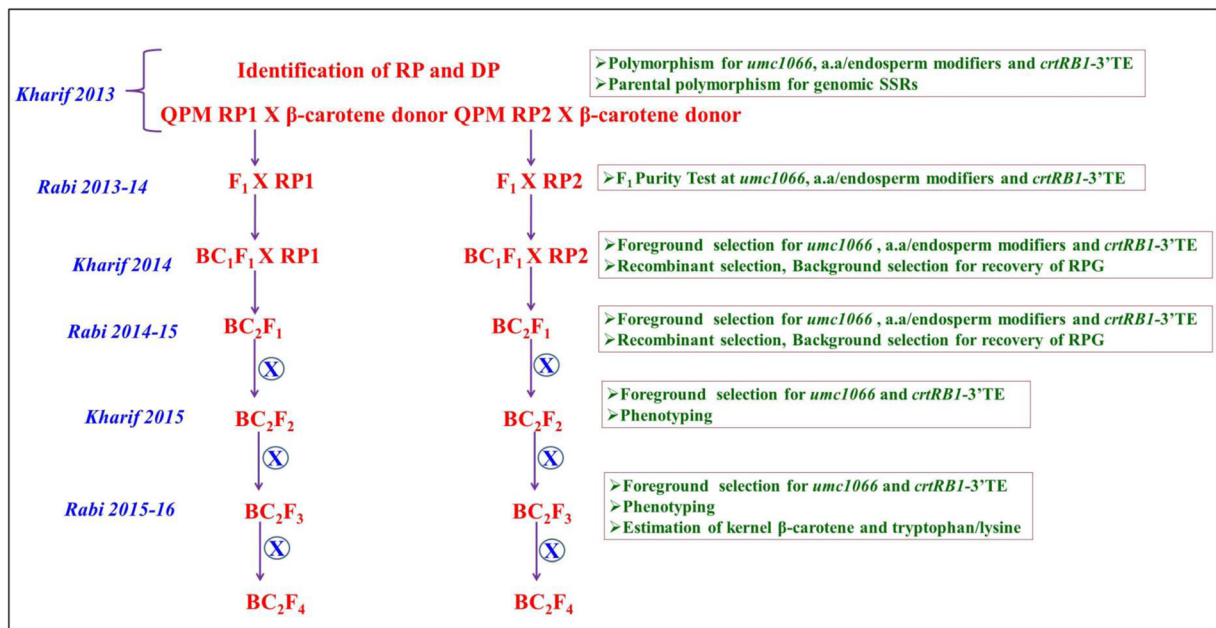 Kharif 2013
Identification of RP and DP
QPM RP1 X β-carotene donor QPM RP2 X β-carotene donor
➢Polymorphism for umc1066, a.a/endosperm modifiers and crtRB1-3’TE
➢Parental polymorphism for genomic SSRs
Rabi 2013-14
F₁ X RP1
F₁ X RP2
➢F₁ Purity Test at umc1066, a.a/endosperm modifiers and crtRB1-3’TE
Kharif 2014
BC₁F₁ X RP1
BC₁F₁ X RP2
➢Foreground selection for umc1066 , a.a/endosperm modifiers and crtRB1-3’TE
➢Recombinant selection, Background selection for recovery of RPG
Rabi 2014-15
BC₂F₁
BC₂F₁
➢Foreground selection for umc1066 , a.a/endosperm modifiers and crtRB1-3’TE
➢Recombinant selection, Background selection for recovery of RPG
X
X
Kharif 2015
BC₂F₂
BC₂F₂
➢Foreground selection for umc1066 and crtRB1-3’TE
➢Phenotyping
X
X
Rabi 2015-16
BC₂F₃
BC₂F₃
➢Foreground selection for umc1066 and crtRB1-3’TE
➢Phenotyping
➢Estimation of kernel β-carotene and tryptophan/lysine
X
X
BC₂F₄
BC₂F₄